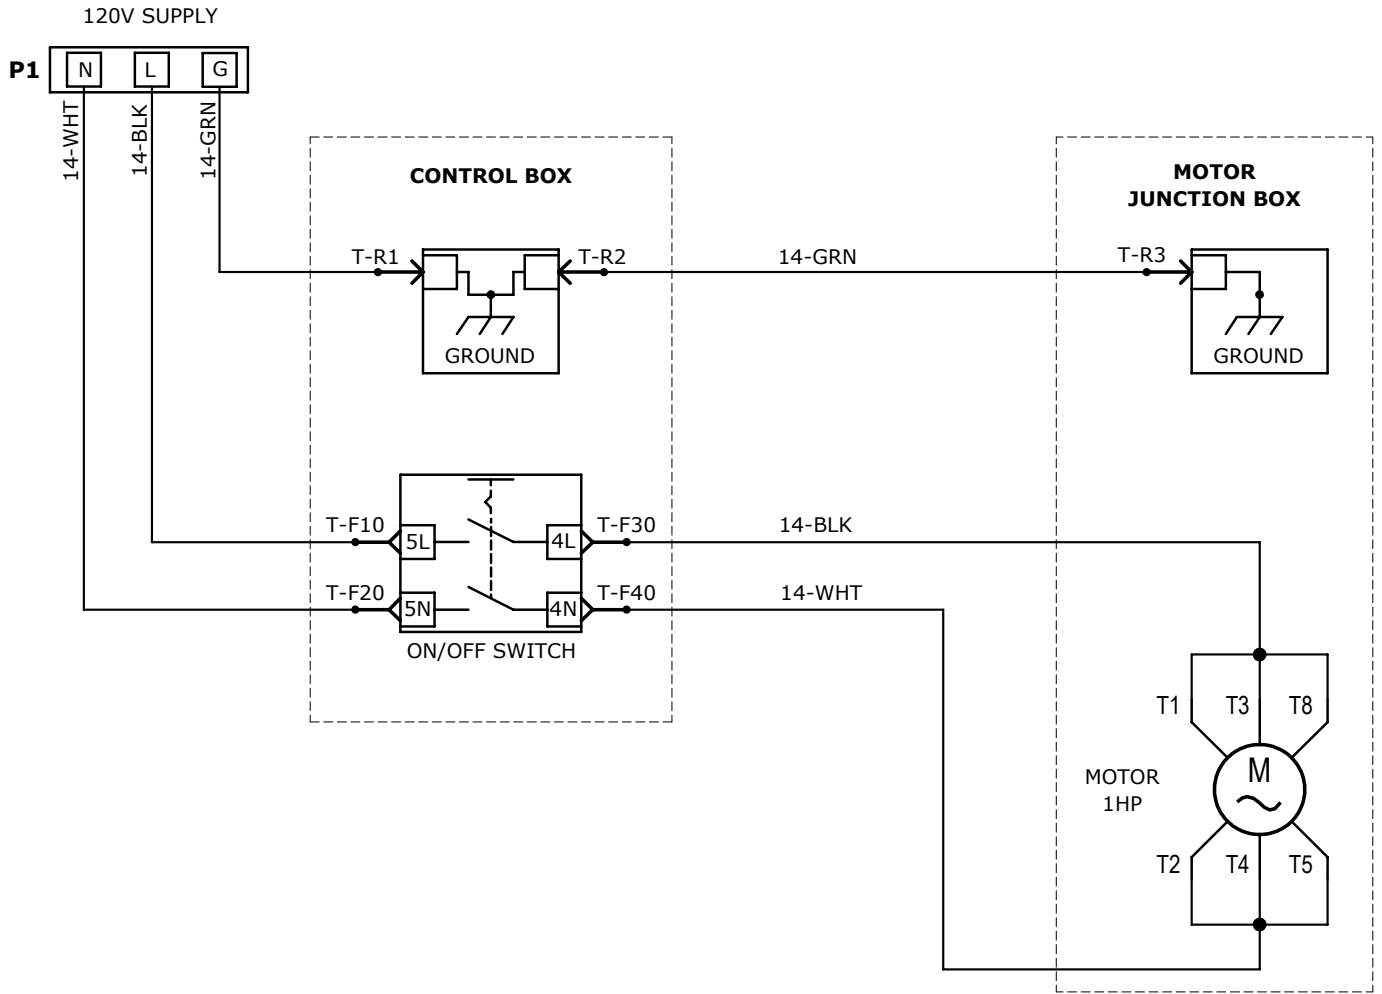 120V SUPPLY
P1 N L G
14-WHT
14-BLK
14-GRN
CONTROL BOX
MOTOR
JUNCTION BOX
T-R1
T-R2
14-GRN
T-R3
GROUND
GROUND
T-F10
5L
4L
T-F30
14-BLK
T-F20
5N
4N
T-F40
14-WHT
ON/OFF SWITCH
T1 T3 T8
MOTOR
1HP
M
T2 T4 T5